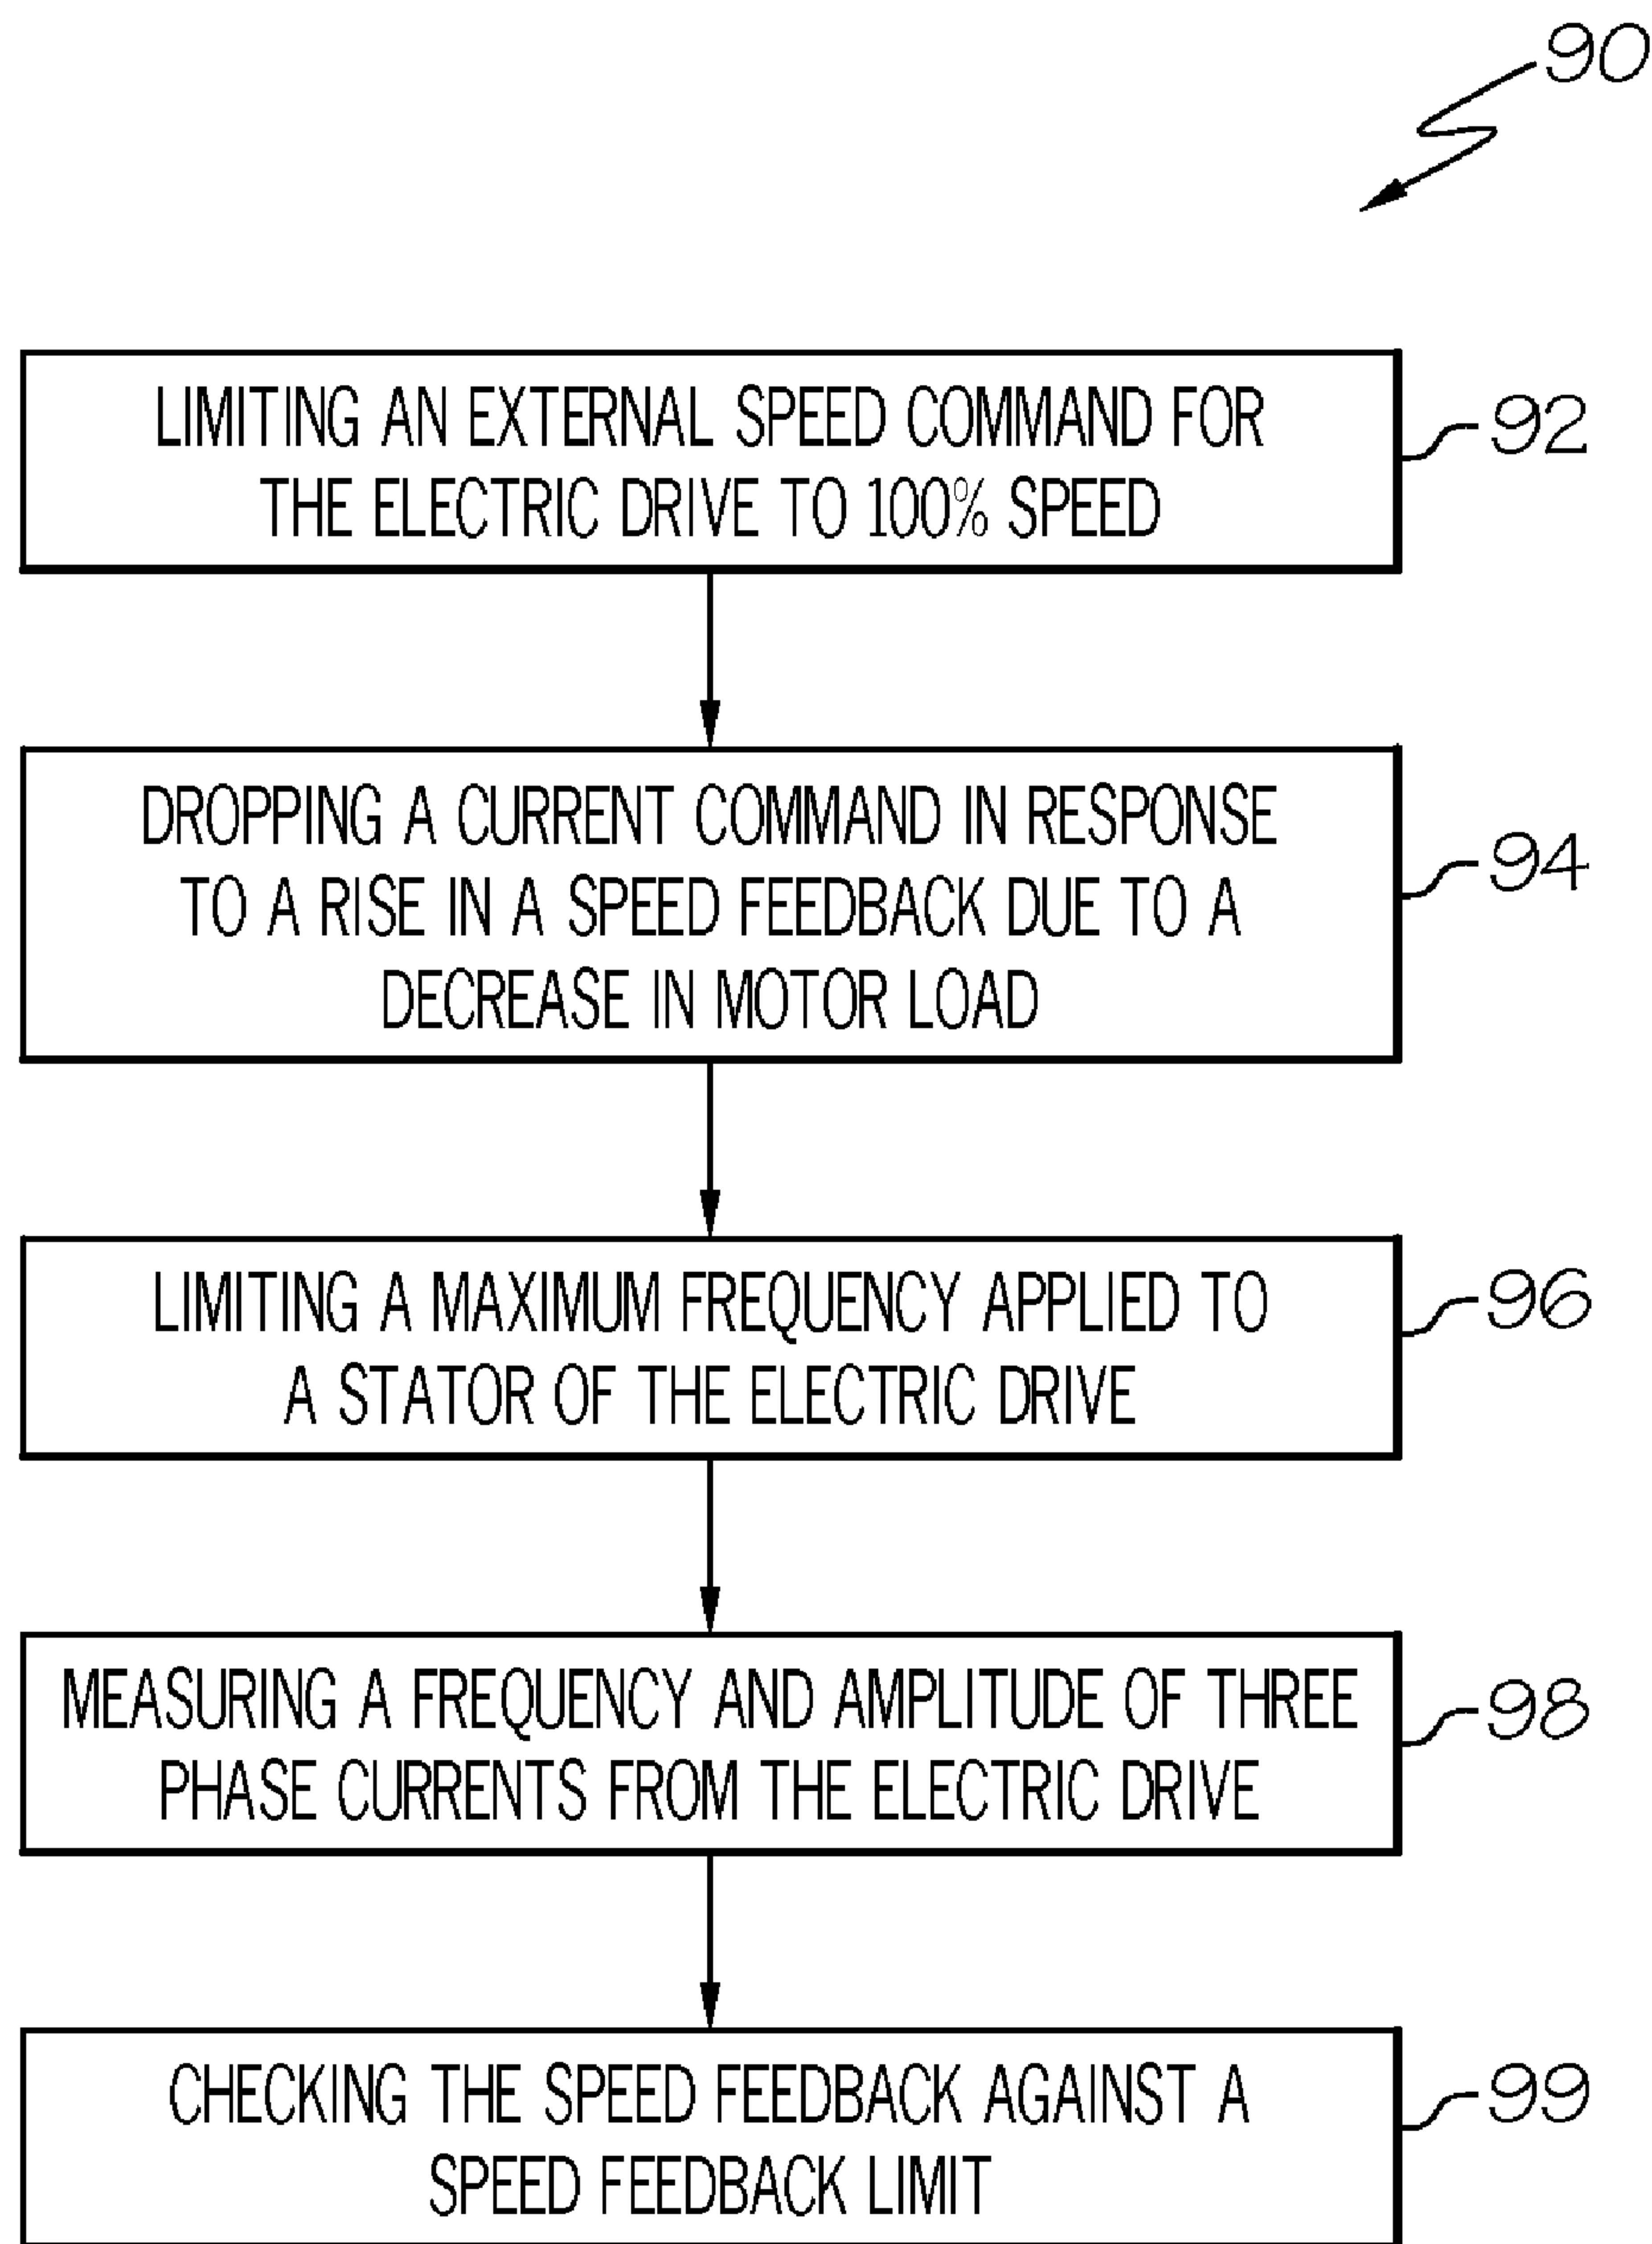 90
LIMITING AN EXTERNAL SPEED COMMAND FOR
THE ELECTRIC DRIVE TO 100% SPEED
92
DROPPING A CURRENT COMMAND IN RESPONSE
TO A RISE IN A SPEED FEEDBACK DUE TO A
DECREASE IN MOTOR LOAD
94
LIMITING A MAXIMUM FREQUENCY APPLIED TO
A STATOR OF THE ELECTRIC DRIVE
96
MEASURING A FREQUENCY AND AMPLITUDE OF THREE
PHASE CURRENTS FROM THE ELECTRIC DRIVE
98
CHECKING THE SPEED FEEDBACK AGAINST A
SPEED FEEDBACK LIMIT
99